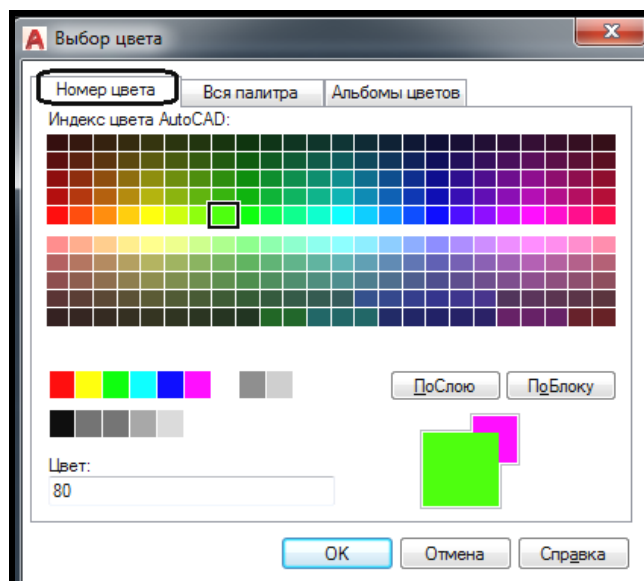 Выбор цвета
Номер цвета Вся палитра Альбомы цветов
Индекс цвета AutoCAD:
ПоСлою ПоБлоку
Цвет:
80
OK Отмена Справка